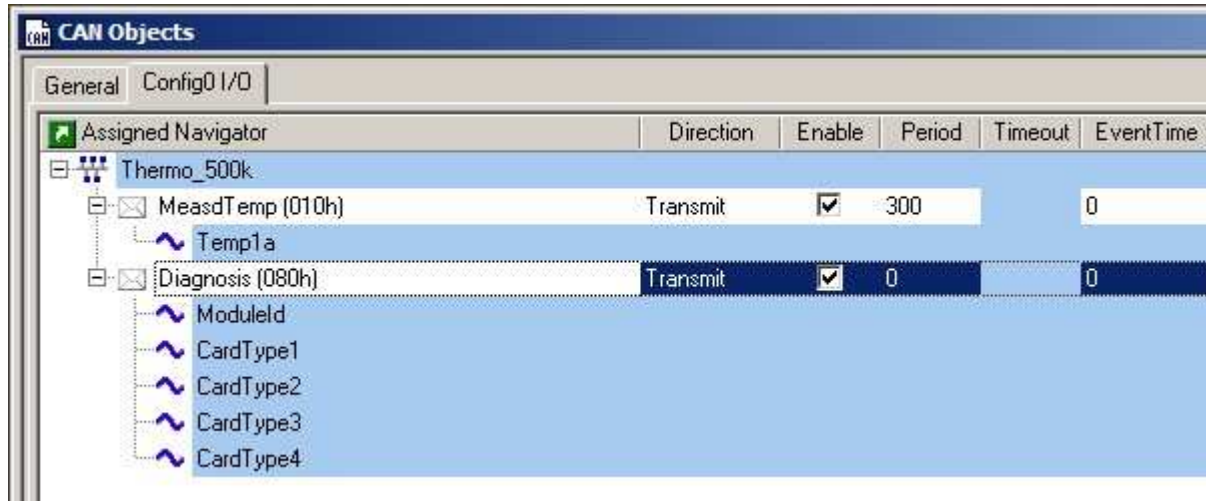 CAN CAN Objects
General Config0 I/O
Assigned Navigator Direction Enable Period Timeout EventTime
Thermo_500k
MeasdTemp (010h) Transmit 300 0
Temp1a
Diagnosis (080h) Transmit 0 0
ModuleId
CardType1
CardType2
CardType3
CardType4